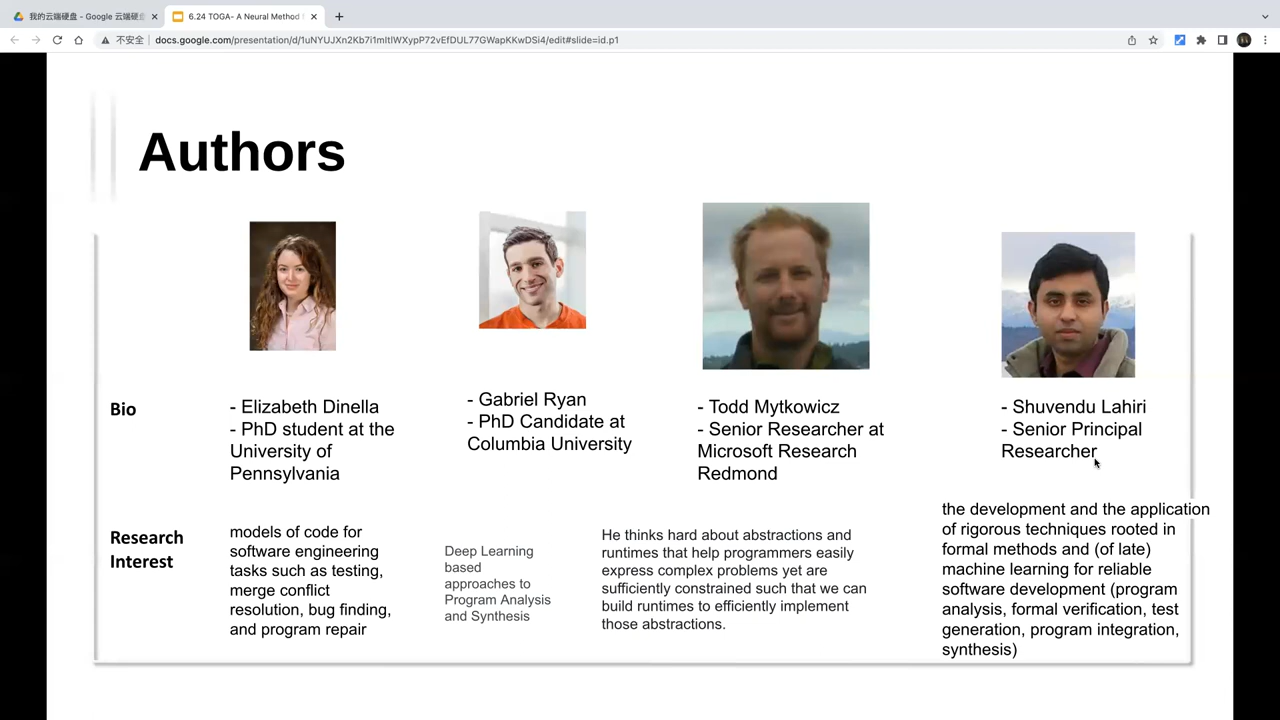 我的云端硬盘 - Google 云端硬盘
6.24 TOGA- A Neural Method f
不安全
docs.google.com/presentation/d/1uNYUJXn2Kb7i1mltIWXypP72vEfDUL77GWapKKwDSi4/edit#slide=id.p1
Authors
Bio
- Elizabeth Dinella
- PhD student at the
University of
Pennsylvania
- Gabriel Ryan
- PhD Candidate at
Columbia University
- Todd Mytkowicz
- Senior Researcher at
Microsoft Research
Redmond
- Shuvendu Lahiri
- Senior Principal
Researcher
Research
Interest
models of code for
software engineering
tasks such as testing,
merge conflict
resolution, bug finding,
and program repair
Deep Learning
based
approaches to
Program Analysis
and Synthesis
He thinks hard about abstractions and
runtimes that help programmers easily
express complex problems yet are
sufficiently constrained such that we can
build runtimes to efficiently implement
those abstractions.
the development and the application
of rigorous techniques rooted in
formal methods and (of late)
machine learning for reliable
software development (program
analysis, formal verification, test
generation, program integration,
synthesis)